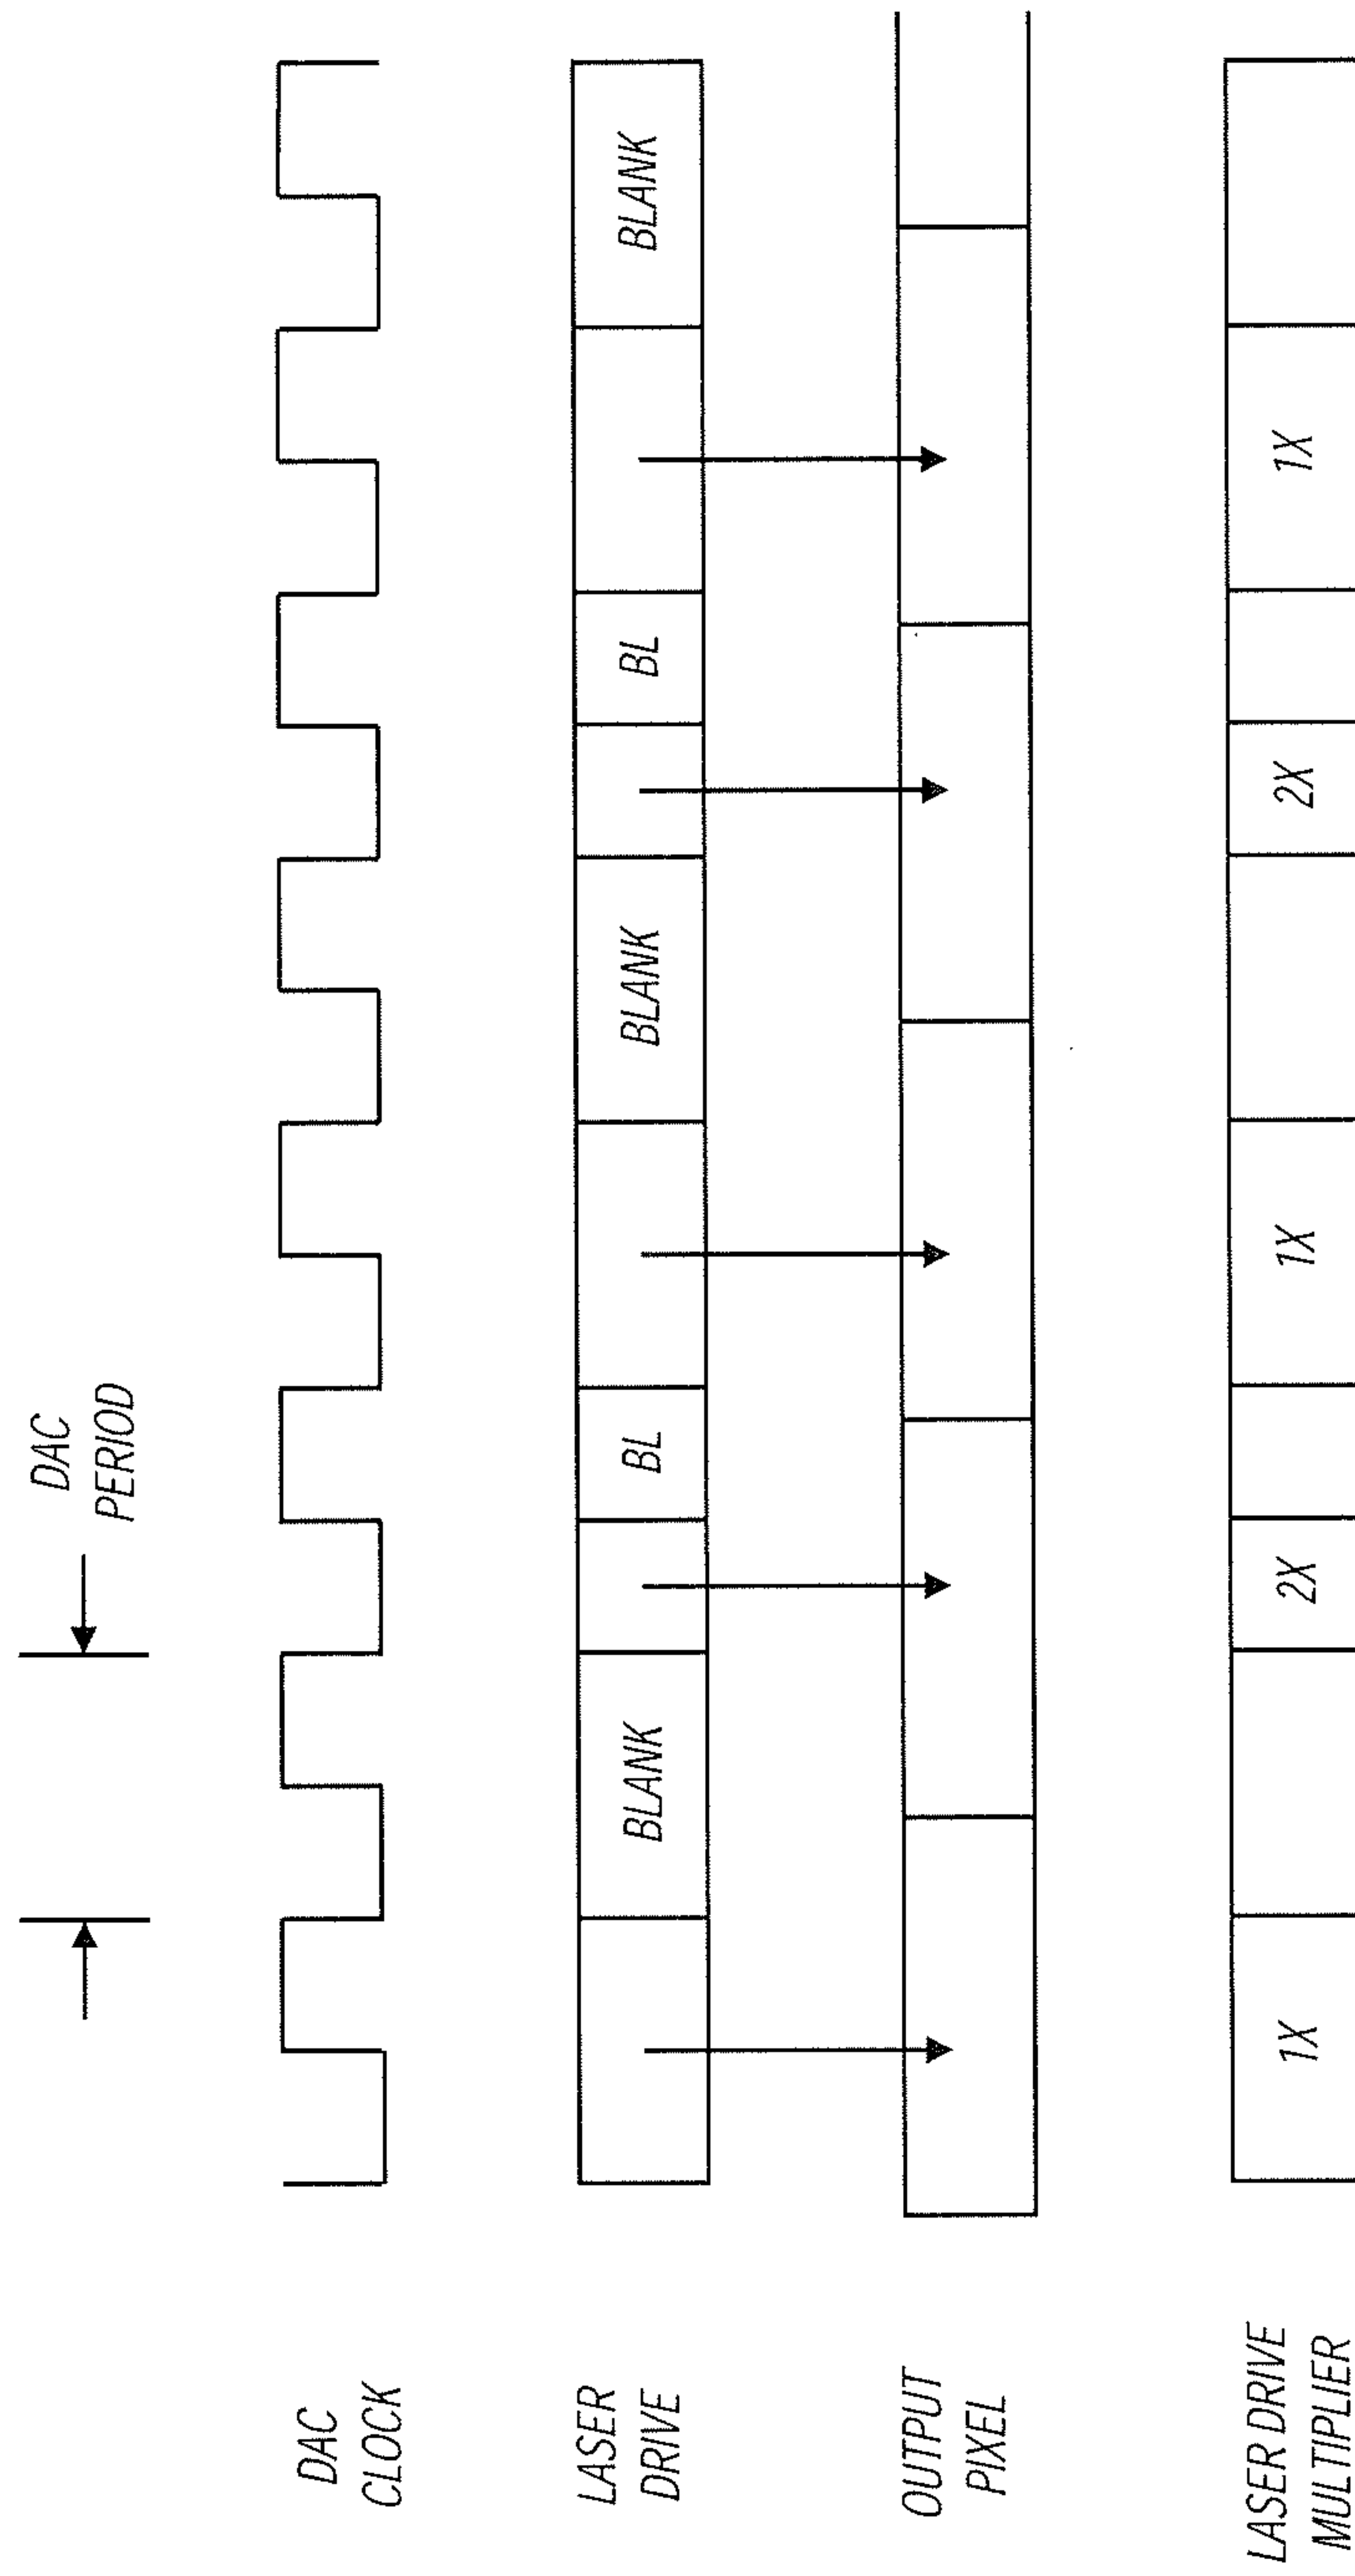 DAC
PERIOD
DAC
CLOCK
LASER
DRIVE
BLANK
BL
BLANK
BL
BLANK
OUTPUT
PIXEL
LASER DRIVE
MULTIPLIER
1X
2X
1X
2X
1X